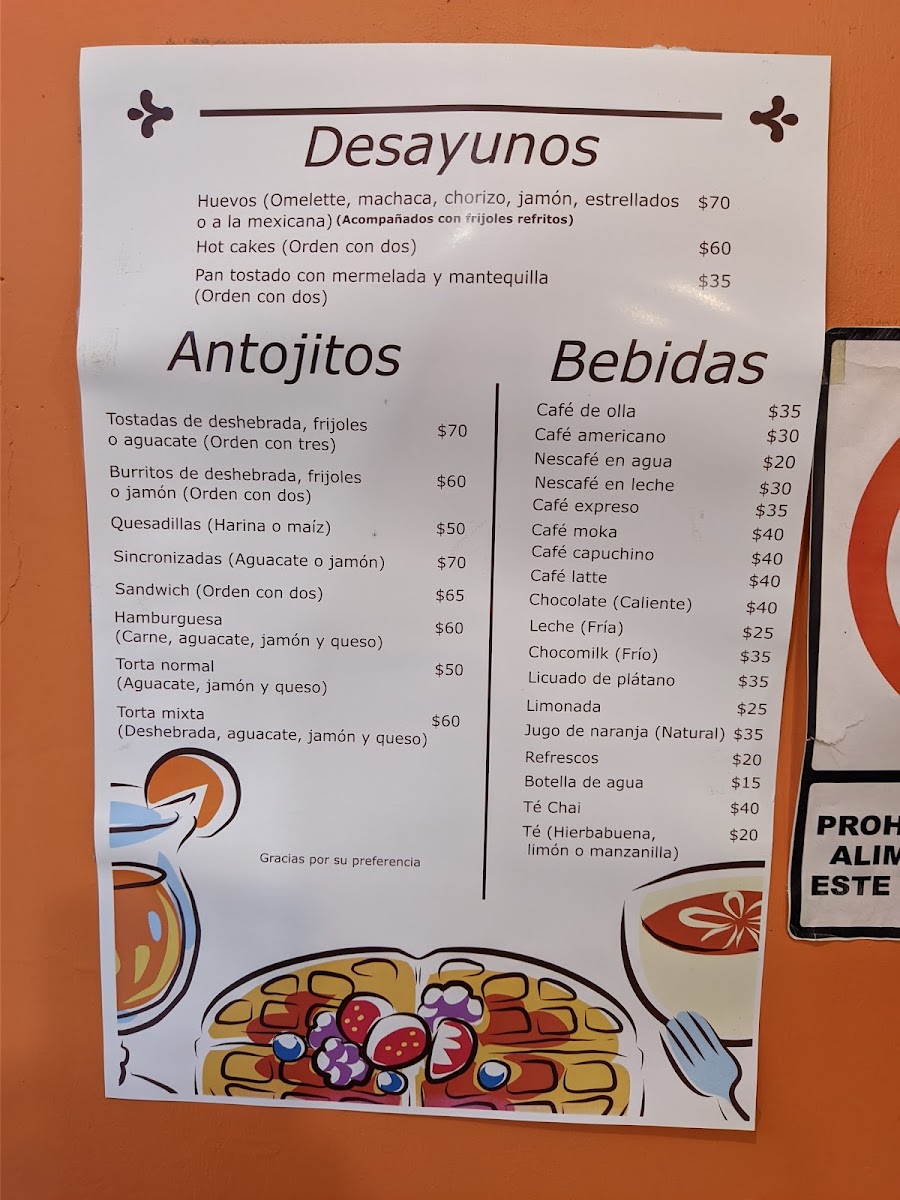 Desayunos
Huevos (Omelette, machaca, chorizo, jamón, estrellados $70
o a la mexicana) (Acompañados con frijoles refritos)
Hot cakes (Orden con dos) $60
Pan tostado con mermelada y mantequilla $35
(Orden con dos)
Antojitos
Tostadas de deshebrada, frijoles
o aguacate (Orden con tres) $70
Burritos de deshebrada, frijoles
o jamón (Orden con dos) $60
Quesadillas (Harina o maíz) $50
Sincronizadas (Aguacate o jamón) $70
Sandwich (Orden con dos) $65
Hamburguesa $60
(Carne, aguacate, jamón y queso)
Torta normal $50
(Aguacate, jamón y queso)
Torta mixta $60
(Deshebrada, aguacate, jamón y queso)
Gracias por su preferencia
Bebidas
Café de olla $35
Café americano $30
Nescafé en agua $20
Nescafé en leche $30
Café expreso $35
Café moka $40
Café capuchino $40
Café latte $40
Chocolate (Caliente) $40
Leche (Fría) $25
Chocomilk (Frío) $35
Licuado de plátano $35
Limonada $25
Jugo de naranja (Natural) $35
Refrescos $20
Botella de agua $15
Té Chai $40
Té (Hierbabuena, $20
limón o manzanilla)
PROH
ALIM
ESTE